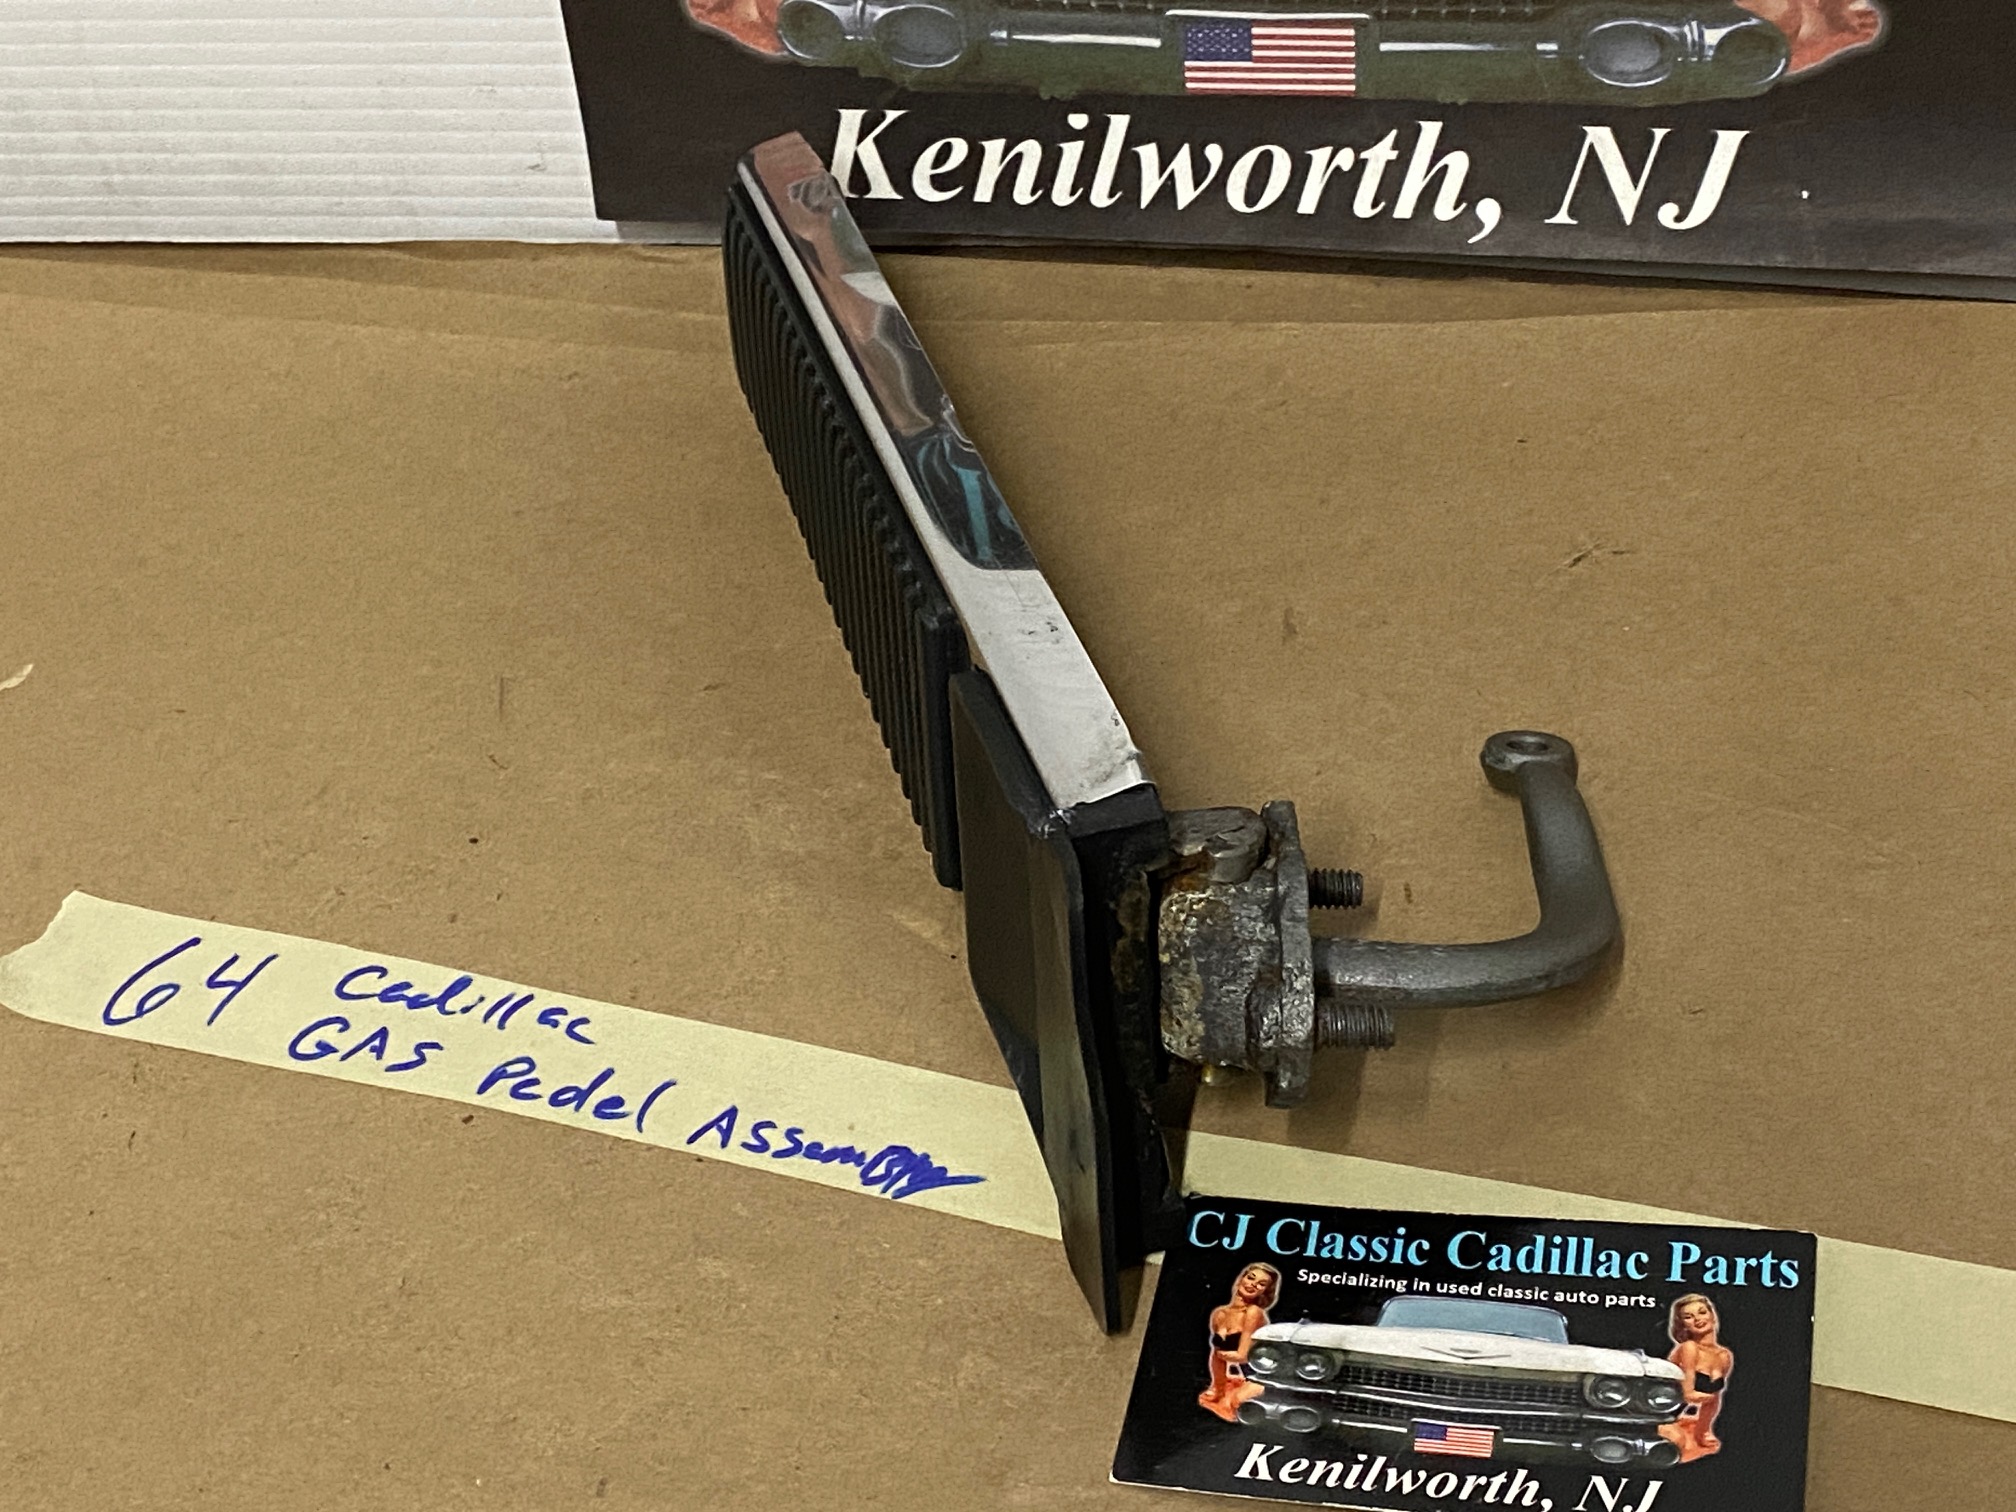 Kenilworth, NJ
64 Cadillac
GAS Pedel Assembly
CJ Classic Cadillac Parts
Specializing in used classic auto parts
Kenilworth, NJ